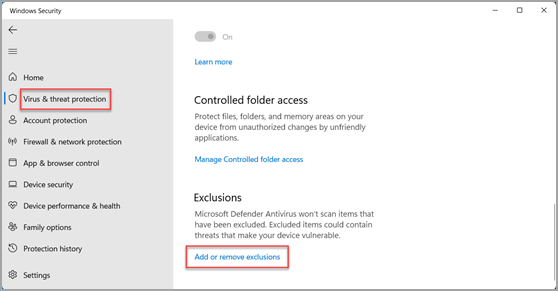 Windows Security
Home
Virus & threat protection
Account protection
Firewall & network protection
App & browser control
Device security
Device performance & health
Family options
Protection history
Settings
On
Learn more
Controlled folder access
Protect files, folders, and memory areas on your
device from unauthorized changes by unfriendly
applications.
Manage Controlled folder access
Exclusions
Microsoft Defender Antivirus won't scan items that
have been excluded. Excluded items could contain
threats that make your device vulnerable.
Add or remove exclusions